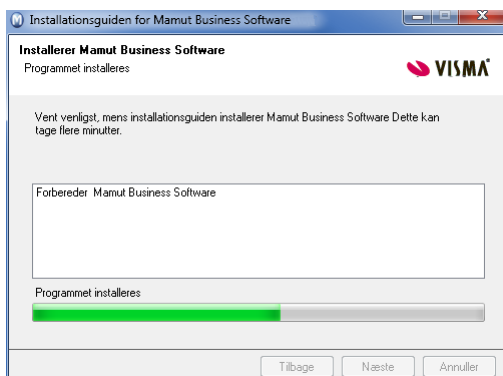 Installationsguiden for Mamut Business Software
Installerer Mamut Business Software
Programmet installeres
VISMA
Vent venligst, mens installationsguiden installerer Mamut Business Software Dette kan
tage flere minutter.
Forbereder Mamut Business Software
Programmet installeres
Tilbage
Næste
Annuller